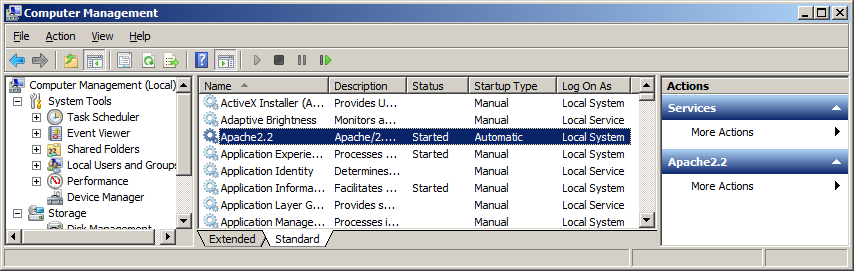 Computer Management
File Action View Help
Computer Management (Local)
System Tools
Task Scheduler
Event Viewer
Shared Folders
Local Users and Groups
Performance
Device Manager
Storage
Disk Management
Name Description Status Startup Type Log On As
ActiveX Installer (A... Provides U... Manual Local System
Adaptive Brightness Monitors a... Manual Local Service
Apache2.2 Apache/2.... Started Automatic Local System
Application Experie... Processes ... Started Manual Local System
Application Identity Determines... Manual Local Service
Application Informa... Facilitates ... Started Manual Local System
Application Layer G... Provides s... Manual Local Service
Application Manage... Processes i... Manual Local System
Extended Standard
Actions
Services
More Actions
Apache2.2
More Actions